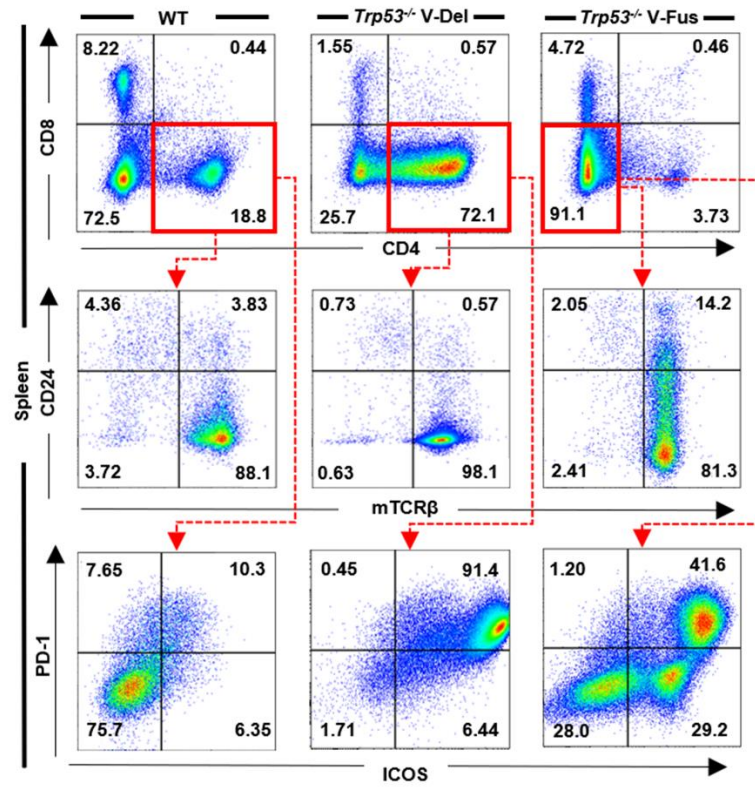 WT
Trp53-/- V-Del
Trp53-/- V-Fus
8.22 0.44
72.5 18.8
1.55 0.57
25.7 72.1
4.72 0.46
91.1 3.73
CD8
CD4
4.36 3.83
3.72 88.1
0.73 0.57
0.63 98.1
2.05 14.2
2.41 81.3
Spleen
CD24
mTCRβ
7.65 10.3
75.7 6.35
0.45 91.4
1.71 6.44
1.20 41.6
28.0 29.2
PD-1
ICOS